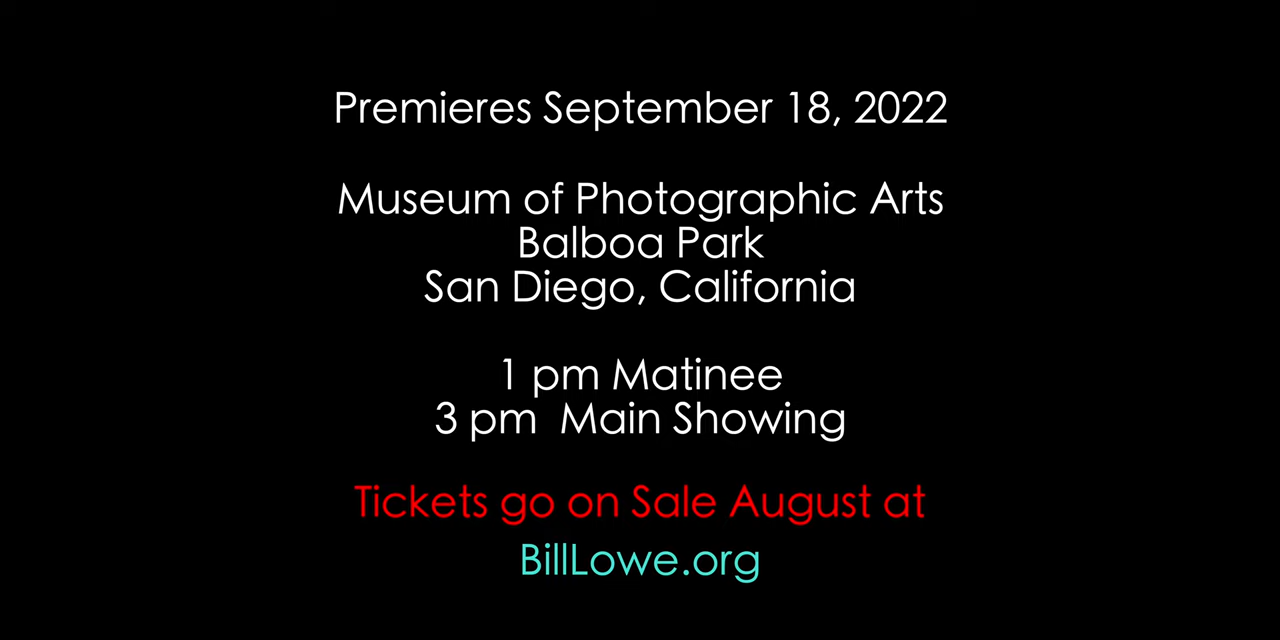 Premieres September 18, 2022
Museum of Photographic Arts
Balboa Park
San Diego, California
1 pm Matinee
3 pm  Main Showing
Tickets go on Sale August at
BillLowe.org